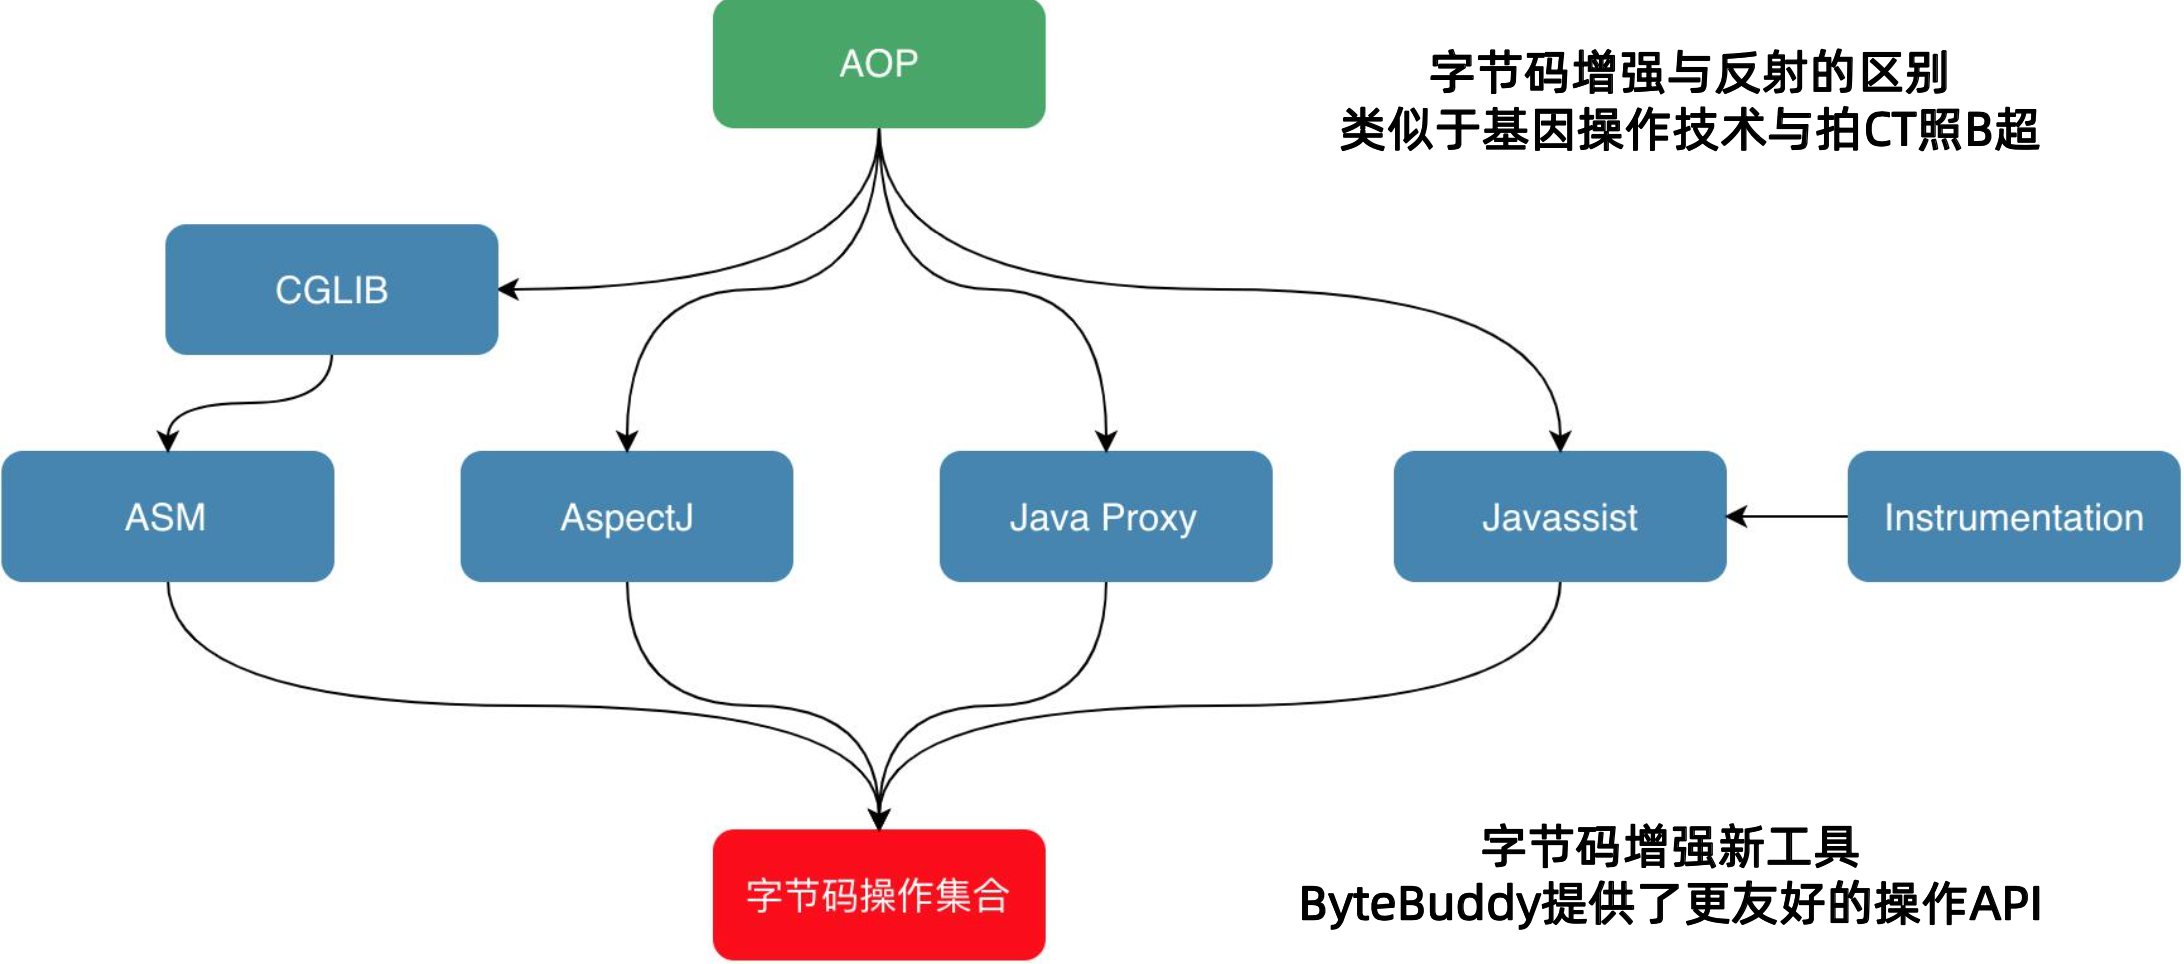 AOP
字节码增强与反射的区别
类似于基因操作技术与拍CT照B超
CGLIB
ASM
AspectJ
Java Proxy
Javassist
Instrumentation
字节码操作集合
字节码增强新工具
ByteBuddy提供了更友好的操作API